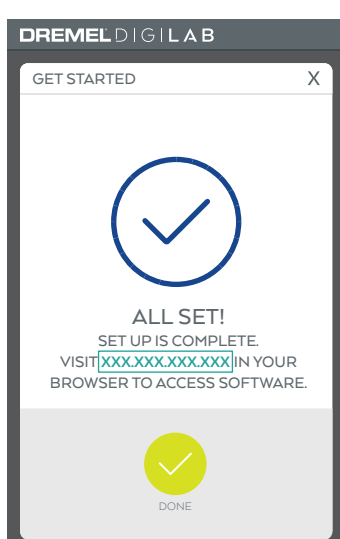 DREMEL DIGILAB
GET STARTED X
ALL SET!
SET UP IS COMPLETE.
VISIT XXX.XXX.XXX.XXX IN YOUR
BROWSER TO ACCESS SOFTWARE.
DONE